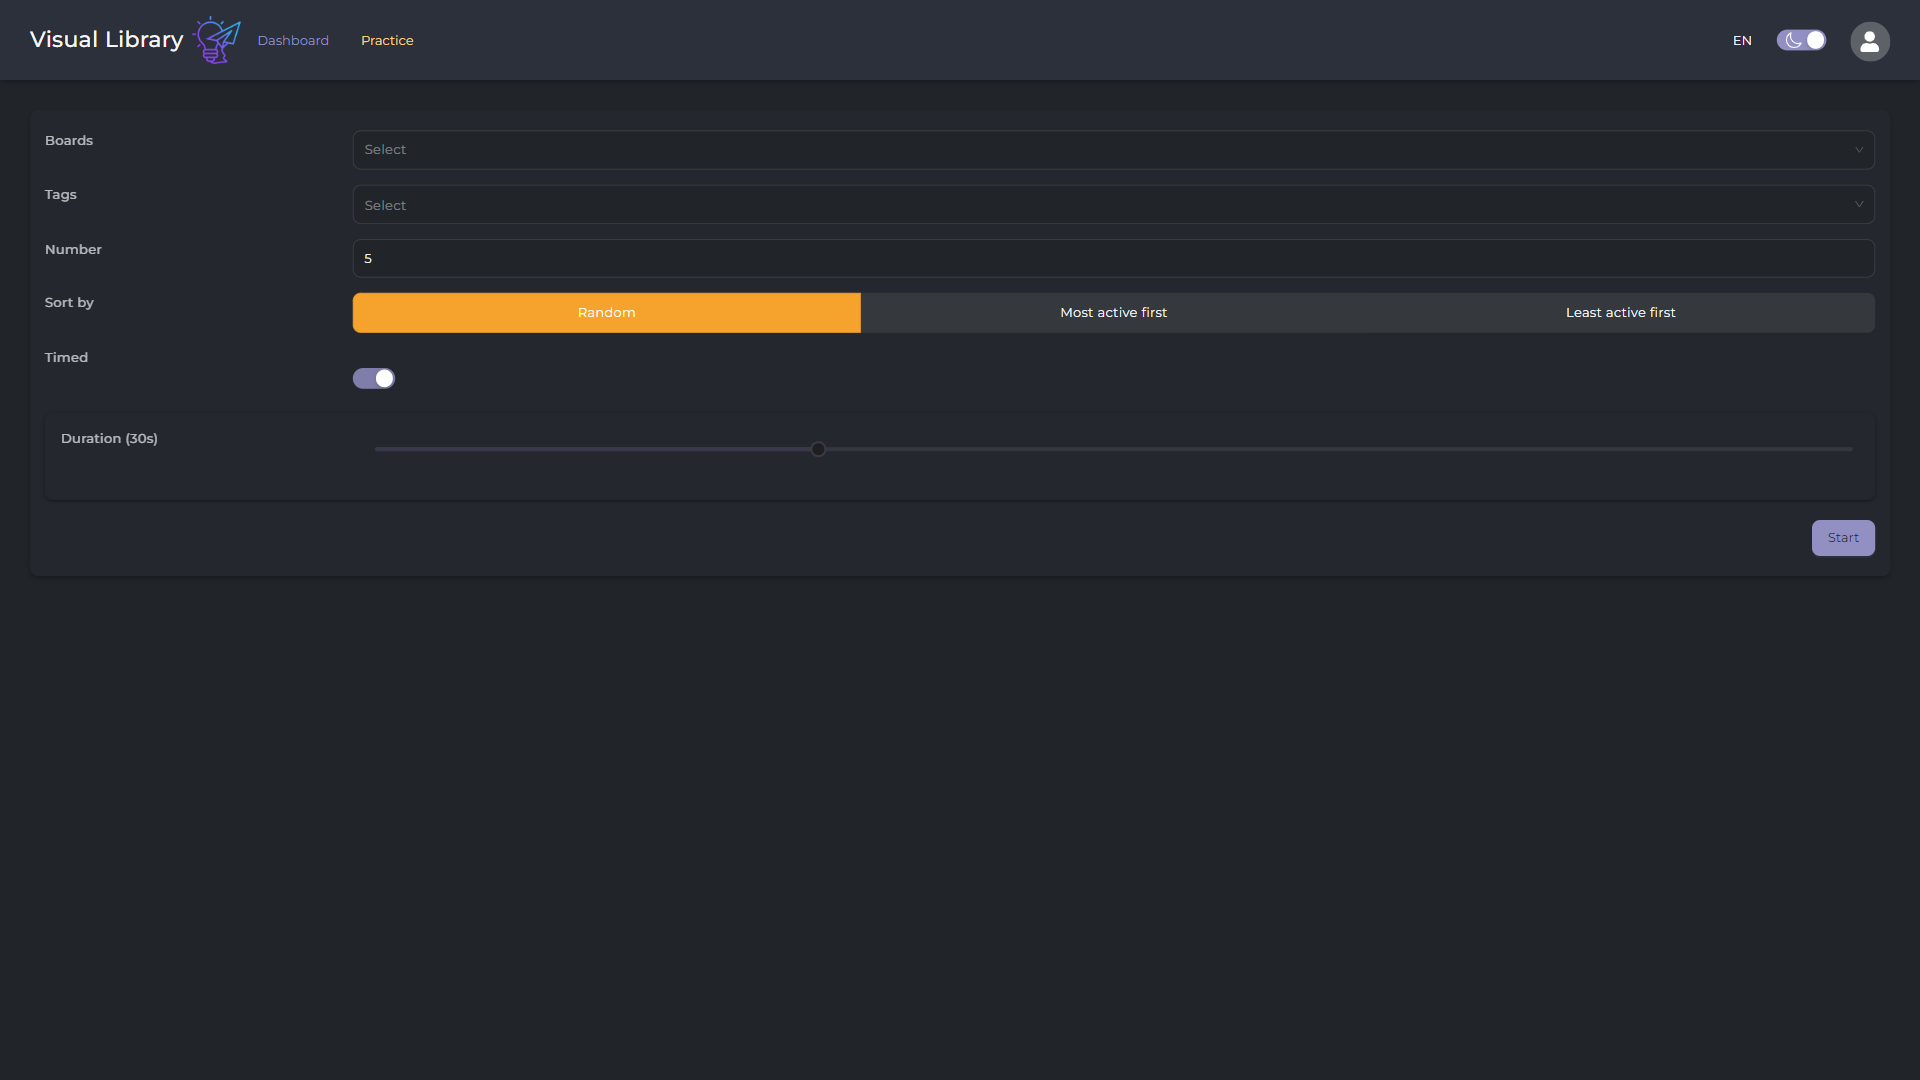 Visual Library
Dashboard
Practice
EN
Boards
Select
Tags
Select
Number
5
Sort by
Random
Most active first
Least active first
Timed
Duration (30s)
Start